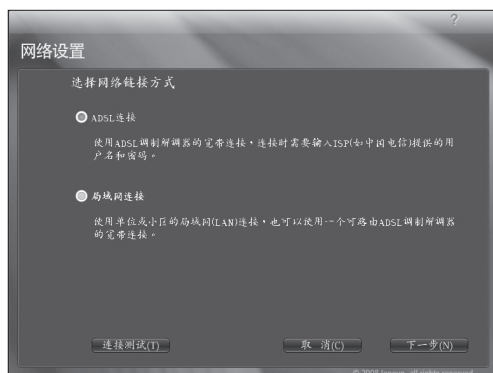 ?
网络设置
选择网络链接方式
ADSL连接
使用ADSL调制解调器的宽带连接，连接时需要输入ISP(如中国电信)提供的用
户名和密码。
局域网连接
使用单位或小区的局域网(LAN)连接，也可以使用一个可路由ADSL调制解调器
的宽带连接。
连接测试(T)
取 消(C)
下一步(N)
© 2008 lenovo, all rights reserved